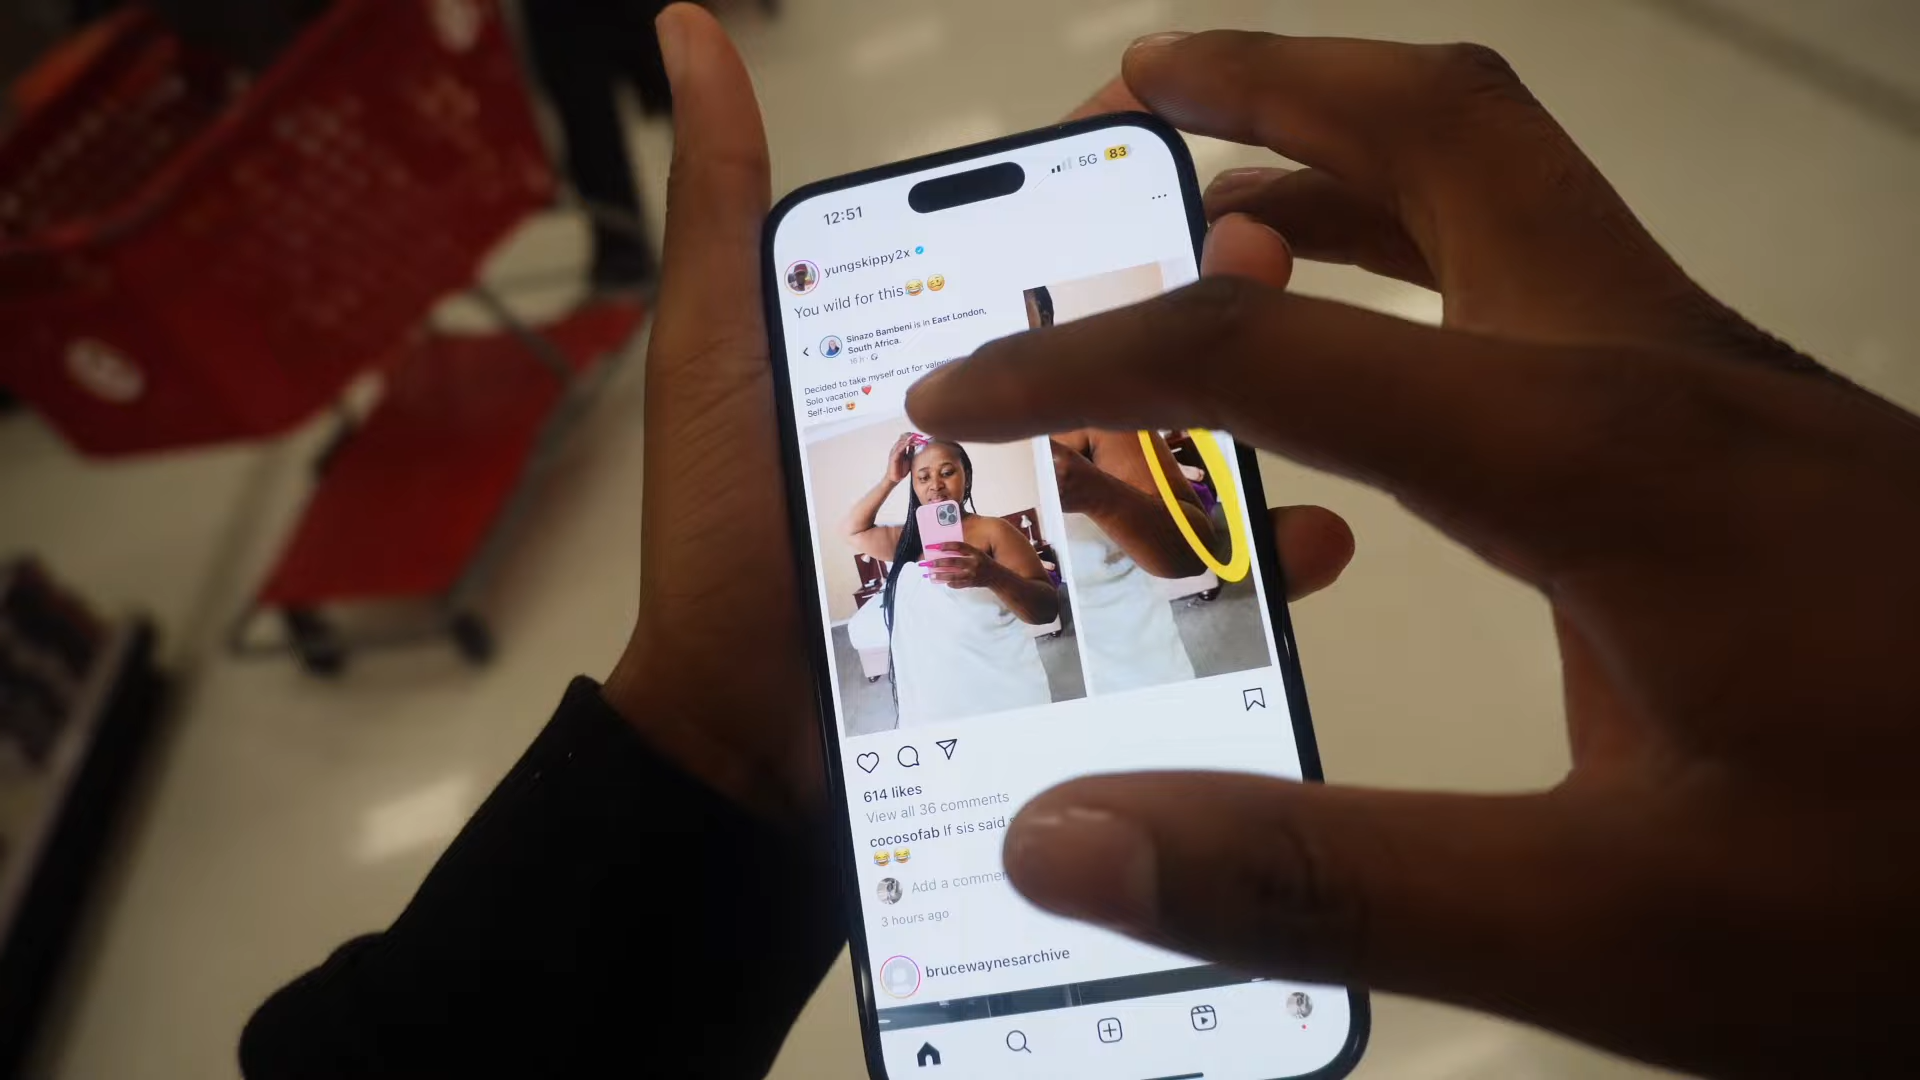 12:51
5G 83
yungskippy2x
You wild for this😂🥴
Sinazo Bambeni is in East London,
South Africa.
16 h
Decided to take myself out for
Solo vacation ❤️
Self-love 😍
614 likes
View all 36 comments
cocosofab If sis said
😂😂
Add a
3 hours ago
brucewaynesarchive